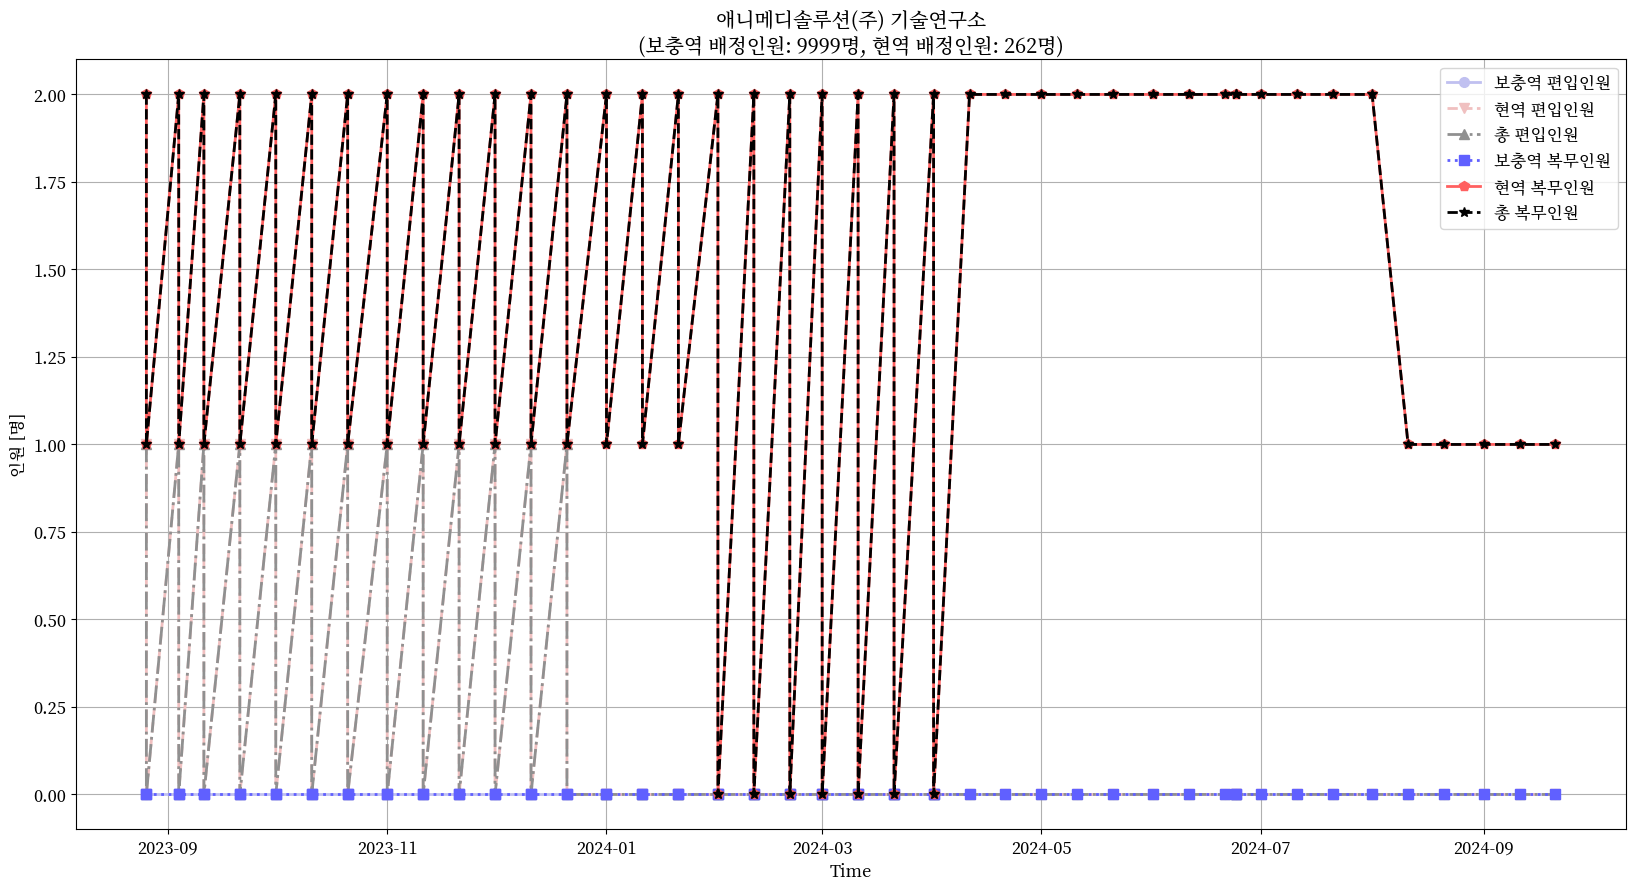 애니메디솔루션(주) 기술연구소
(보충역 배정인원: 9999명, 현역 배정인원: 262명)
보충역 편입인원
현역 편입인원
총 편입인원
보충역 복무인원
현역 복무인원
총 복무인원
인원 [명]
2.00
1.75
1.50
1.25
1.00
0.75
0.50
0.25
0.00
2023-09
2023-11
2024-01
2024-03
2024-05
2024-07
2024-09
Time